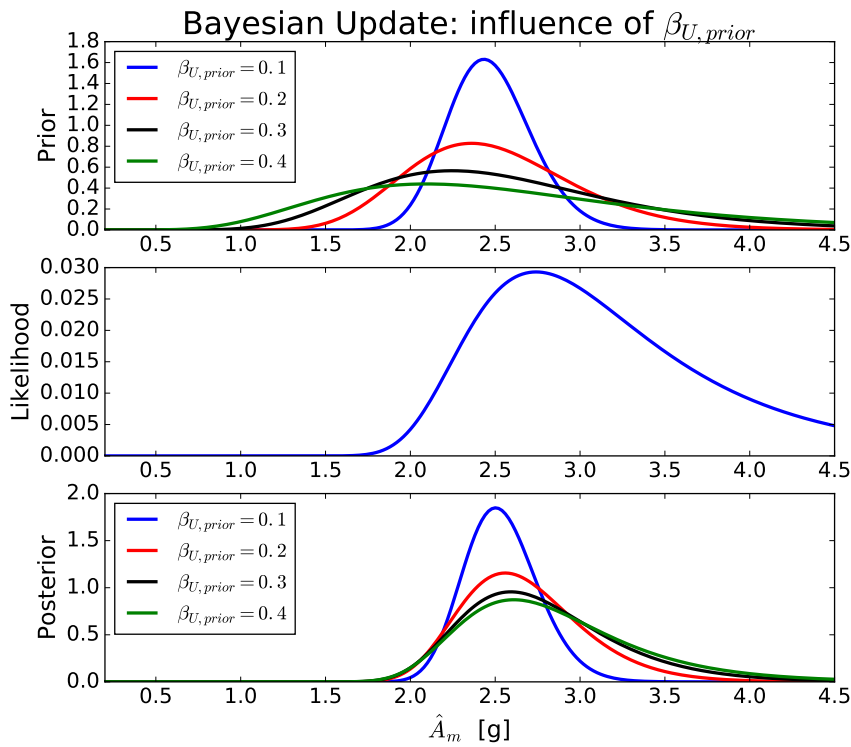 Bayesian Update: influence of β_{U,prior}
Prior
1.8
1.6
1.4
1.2
1.0
0.8
0.6
0.4
0.2
0.0
β_{U,prior} = 0.1
β_{U,prior} = 0.2
β_{U,prior} = 0.3
β_{U,prior} = 0.4
0.5 1.0 1.5 2.0 2.5 3.0 3.5 4.0 4.5
Likelihood
0.030
0.025
0.020
0.015
0.010
0.005
0.000
0.5 1.0 1.5 2.0 2.5 3.0 3.5 4.0 4.5
Posterior
2.0
1.5
1.0
0.5
0.0
β_{U,prior} = 0.1
β_{U,prior} = 0.2
β_{U,prior} = 0.3
β_{U,prior} = 0.4
0.5 1.0 1.5 2.0 2.5 3.0 3.5 4.0 4.5
Â_m [g]